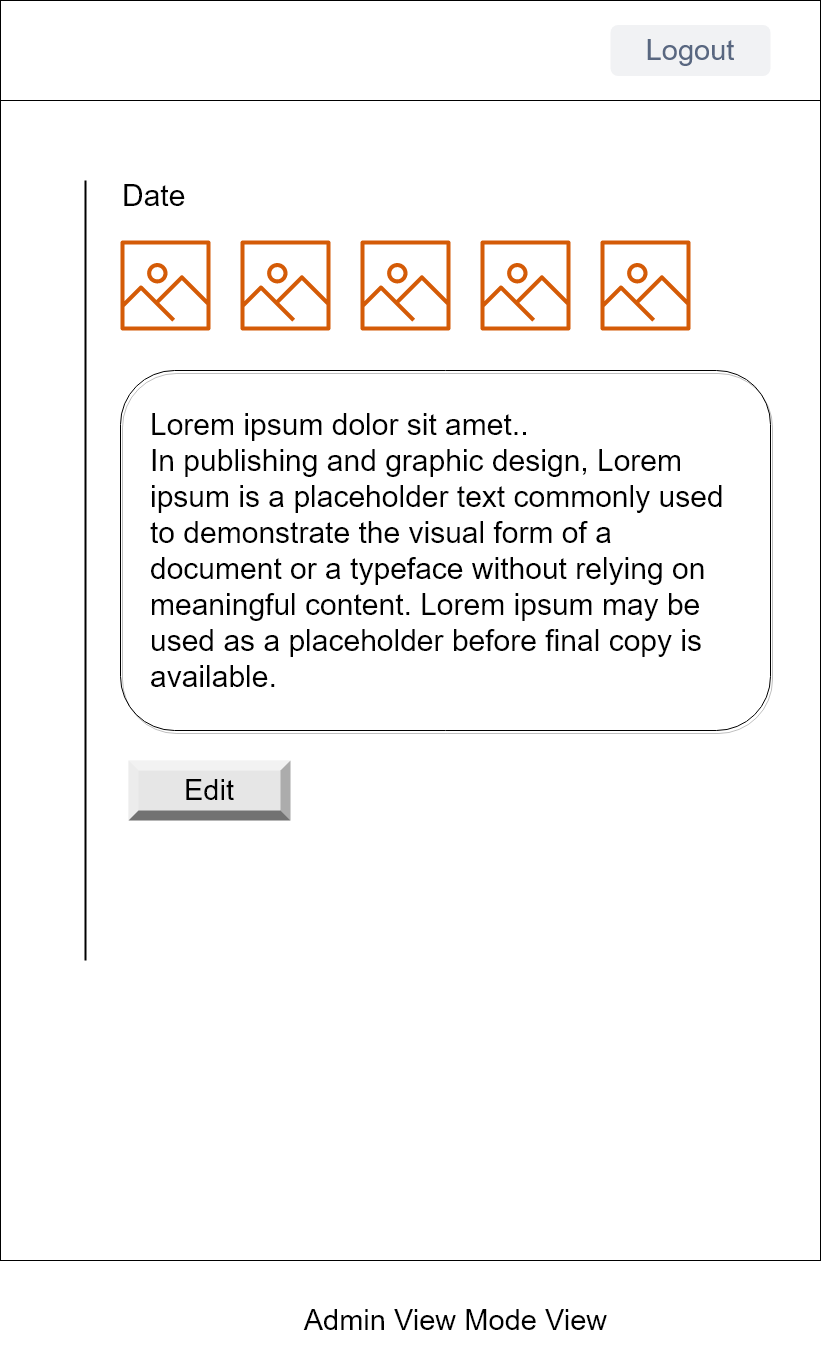 Logout
Date
Lorem ipsum dolor sit amet..
In publishing and graphic design, Lorem
ipsum is a placeholder text commonly used
to demonstrate the visual form of a
document or a typeface without relying on
meaningful content. Lorem ipsum may be
used as a placeholder before final copy is
available.
Edit
Admin View Mode View